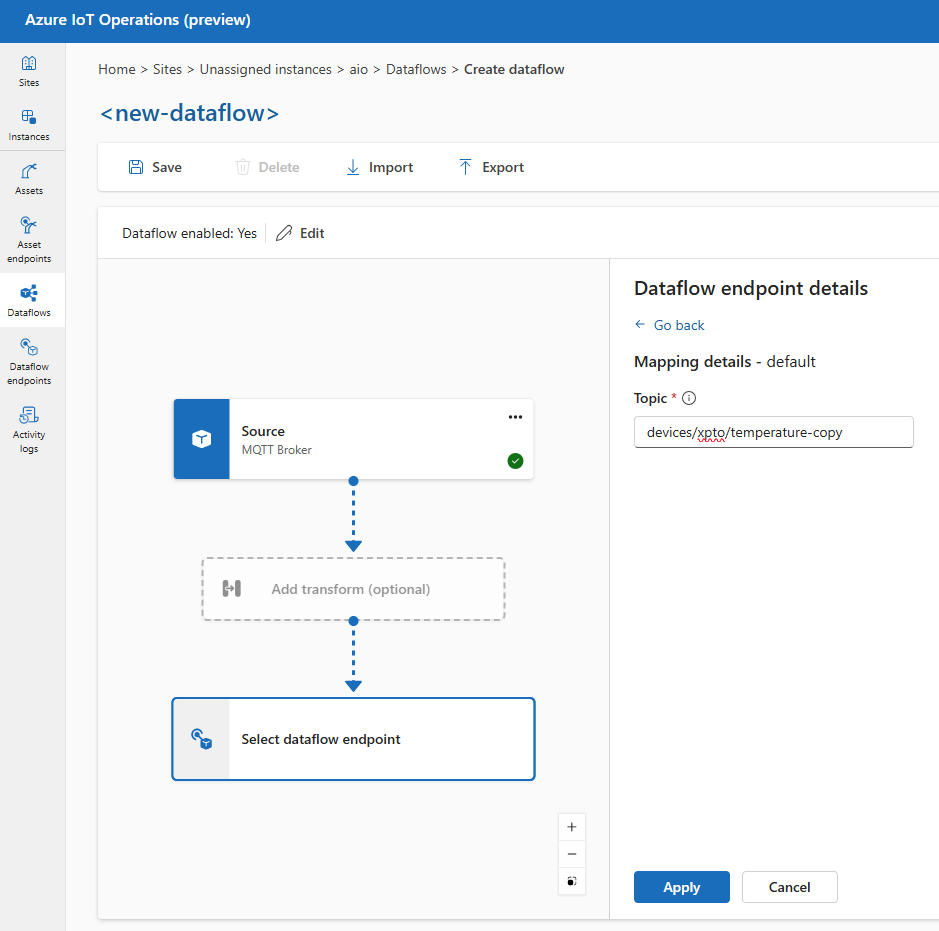 Azure IoT Operations (preview)
Sites
Instances
Assets
Asset
endpoints
Dataflows
Dataflow
endpoints
Activity
logs
Home > Sites > Unassigned instances > aio > Dataflows > Create dataflow
<new-dataflow>
Save Delete Import Export
Dataflow enabled: Yes Edit
Source
MQTT Broker
Add transform (optional)
Select dataflow endpoint
Dataflow endpoint details
Go back
Mapping details - default
Topic *
devices/xpto/temperature-copy
Apply Cancel